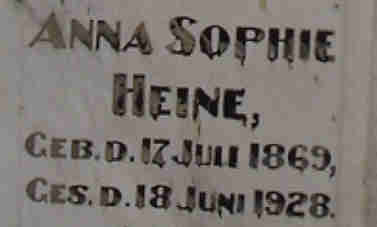 ANNA SOPHIE
HEINE,
GEB. D. 17 JULI 1869,
GES. D. 18 JUNI 1928.